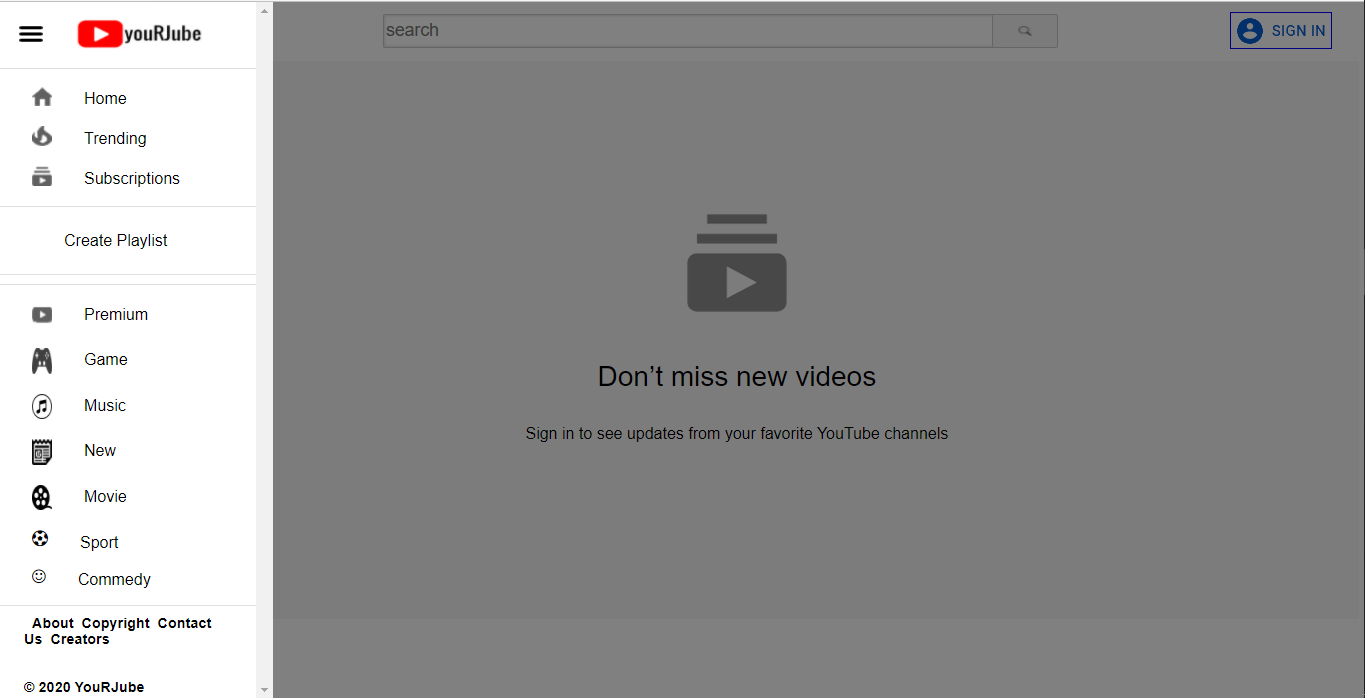 youRJube
search
SIGN IN
Home
Trending
Subscriptions
Create Playlist
Premium
Game
Music
New
Movie
Sport
Commedy
About Copyright Contact
Us Creators
© 2020 YouRJube
Don’t miss new videos
Sign in to see updates from your favorite YouTube channels